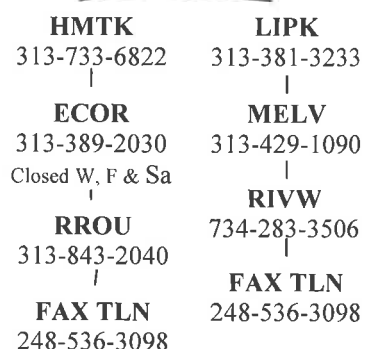 HMTK
313-733-6822
ECOR
313-389-2030
Closed W, F & Sa
RROU
313-843-2040
FAX TLN
248-536-3098
LIPK
313-381-3233
MELV
313-429-1090
RIVW
734-283-3506
FAX TLN
248-536-3098